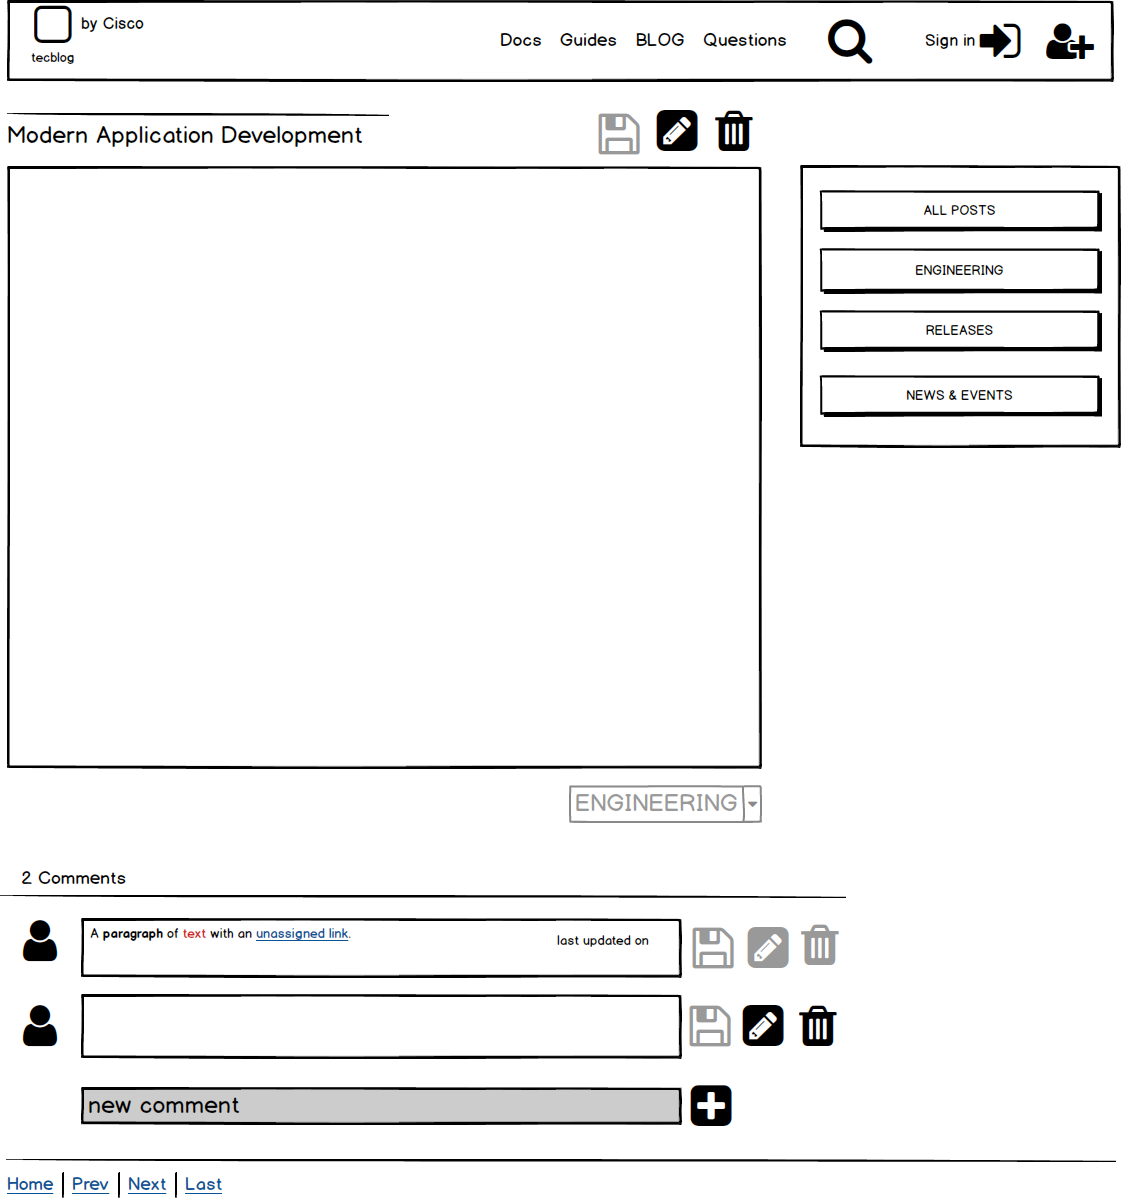 by Cisco
tecblog
Docs Guides BLOG Questions
Sign in
Modern Application Development
ALL POSTS
ENGINEERING
RELEASES
NEWS & EVENTS
ENGINEERING
2 Comments
A paragraph of text with an unassigned link.
last updated on
new comment
Home Prev Next Last